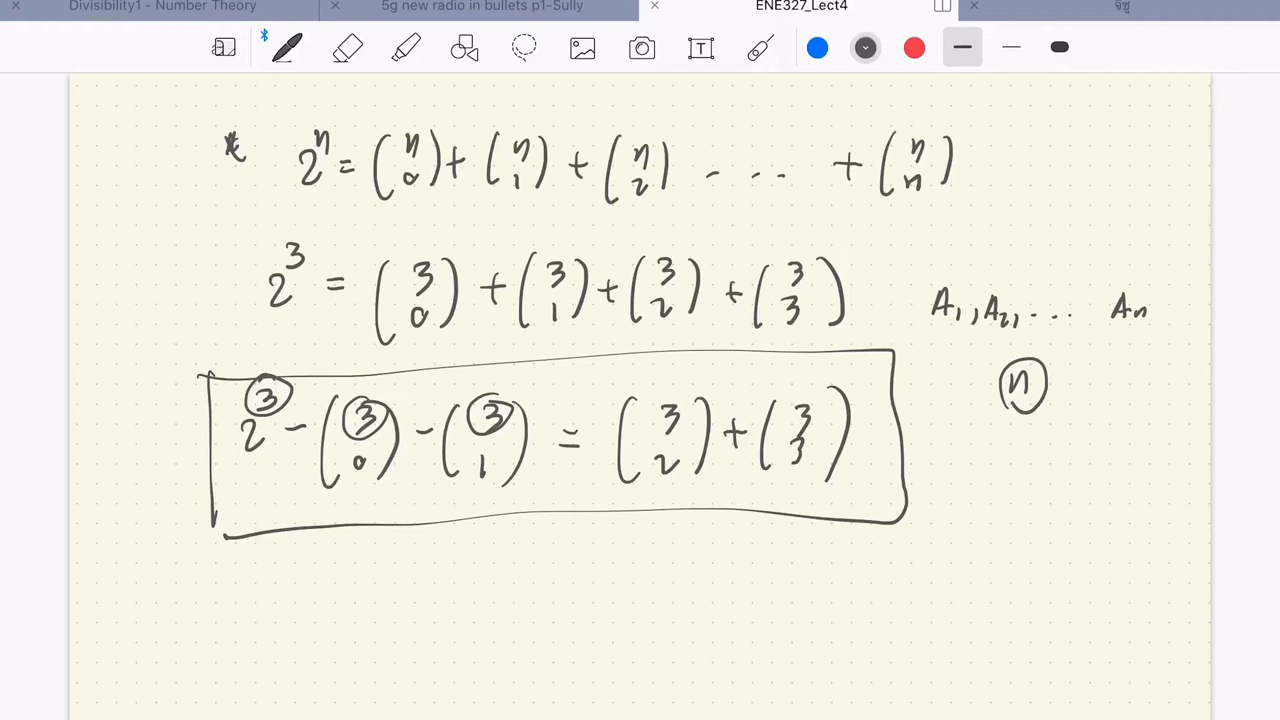 Divisibility1 - Number Theory 5g new radio in bullets p1-Sully ENE327_Lect4 จิซู
* 2^n = (n 0) + (n 1) + (n 2) - ... + (n n)
2^3 = (3 0) + (3 1) + (3 2) + (3 3) A1, A2, ... An
2^3 - (3 0) - (3 1) = (3 2) + (3 3) n